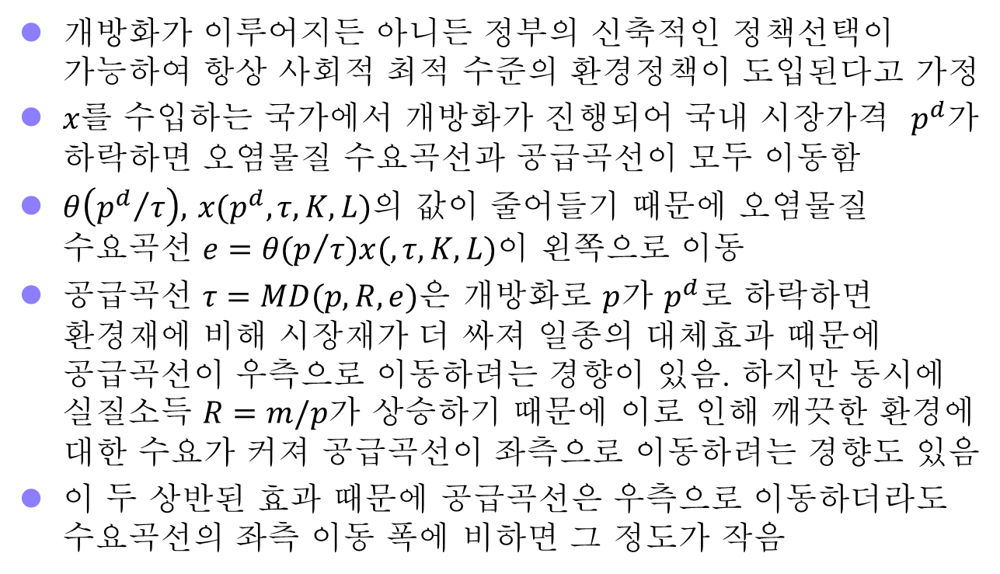 ● 개방화가 이루어지든 아니든 정부의 신축적인 정책선택이
가능하여 항상 사회적 최적 수준의 환경정책이 도입된다고 가정
● x를 수입하는 국가에서 개방화가 진행되어 국내 시장가격 p^d가
하락하면 오염물질 수요곡선과 공급곡선이 모두 이동함
● θ(p^d/τ), x(p^d, τ, K, L)의 값이 줄어들기 때문에 오염물질
수요곡선 e = θ(p/τ)x(, τ, K, L)이 왼쪽으로 이동
● 공급곡선 τ = MD(p, R, e)은 개방화로 p가 p^d로 하락하면
환경재에 비해 시장재가 더 싸져 일종의 대체효과 때문에
공급곡선이 우측으로 이동하려는 경향이 있음. 하지만 동시에
실질소득 R = m/p가 상승하기 때문에 이로 인해 깨끗한 환경에
대한 수요가 커져 공급곡선이 좌측으로 이동하려는 경향도 있음
● 이 두 상반된 효과 때문에 공급곡선은 우측으로 이동하더라도
수요곡선의 좌측 이동 폭에 비하면 그 정도가 작음